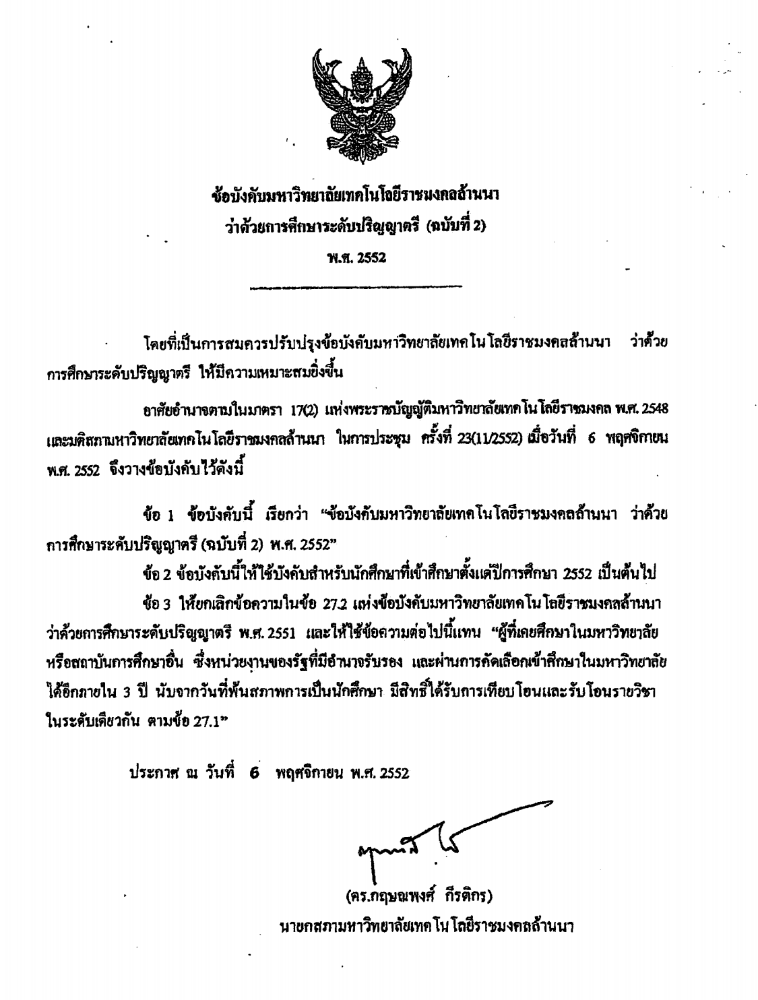 ข้อบังคับมหาวิทยาลัยเทคโนโลยีราชมงคลล้านนา
ว่าด้วยการศึกษาระดับปริญญาตรี (ฉบับที่ 2)
พ.ศ. 2552
โดยที่เป็นการสมควรปรับปรุงข้อบังคับมหาวิทยาลัยเทคโนโลยีราชมงคลล้านนา ว่าด้วย
การศึกษาระดับปริญญาตรี ให้มีความเหมาะสมยิ่งขึ้น
อาศัยอำนาจตามในมาตรา 17(2) แห่งพระราชบัญญัติมหาวิทยาลัยเทคโนโลยีราชมงคล พ.ศ. 2548
และมติสภามหาวิทยาลัยเทคโนโลยีราชมงคลล้านนา ในการประชุม ครั้งที่ 23(11/2552) เมื่อวันที่ 6 พฤศจิกายน
พ.ศ. 2552 จึงวางข้อบังคับไว้ดังนี้
ข้อ 1 ข้อบังคับนี้ เรียกว่า “ข้อบังคับมหาวิทยาลัยเทคโนโลยีราชมงคลล้านนา ว่าด้วย
การศึกษาระดับปริญญาตรี (ฉบับที่ 2) พ.ศ. 2552”
ข้อ 2 ข้อบังคับนี้ให้ใช้บังคับสำหรับนักศึกษาที่เข้าศึกษาตั้งแต่ปีการศึกษา 2552 เป็นต้นไป
ข้อ 3 ให้ยกเลิกข้อความในข้อ 27.2 แห่งข้อบังคับมหาวิทยาลัยเทคโนโลยีราชมงคลล้านนา
ว่าด้วยการศึกษาระดับปริญญาตรี พ.ศ. 2551 และให้ใช้ข้อความต่อไปนี้แทน “ผู้ที่เคยศึกษาในมหาวิทยาลัย
หรือสถาบันการศึกษาอื่น ซึ่งหน่วยงานของรัฐที่มีอำนาจรับรอง และผ่านการคัดเลือกเข้าศึกษาในมหาวิทยาลัย
ได้อีกภายใน 3 ปี นับจากวันที่พ้นสภาพการเป็นนักศึกษา มีสิทธิ์ได้รับการเทียบโอนและรับโอนรายวิชา
ในระดับเดียวกัน ตามข้อ 27.1”
ประกาศ ณ วันที่ 6 พฤศจิกายน พ.ศ. 2552
(ดร.กฤษณพงศ์ กีรติกร)
นายกสภามหาวิทยาลัยเทคโนโลยีราชมงคลล้านนา